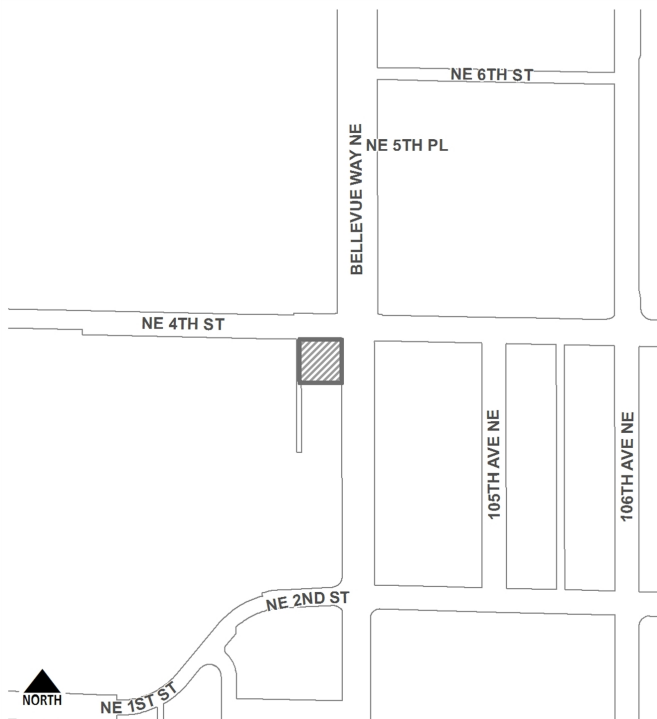 NE 6TH ST
NE 5TH PL
BELLEVUE WAY NE
NE 4TH ST
105TH AVE NE
106TH AVE NE
NE 2ND ST
NE 1ST ST
NORTH